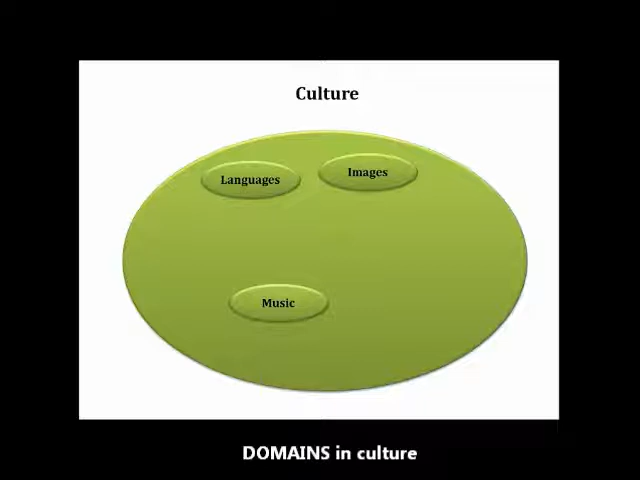 Culture
Languages
Images
Music
DOMAINS in culture